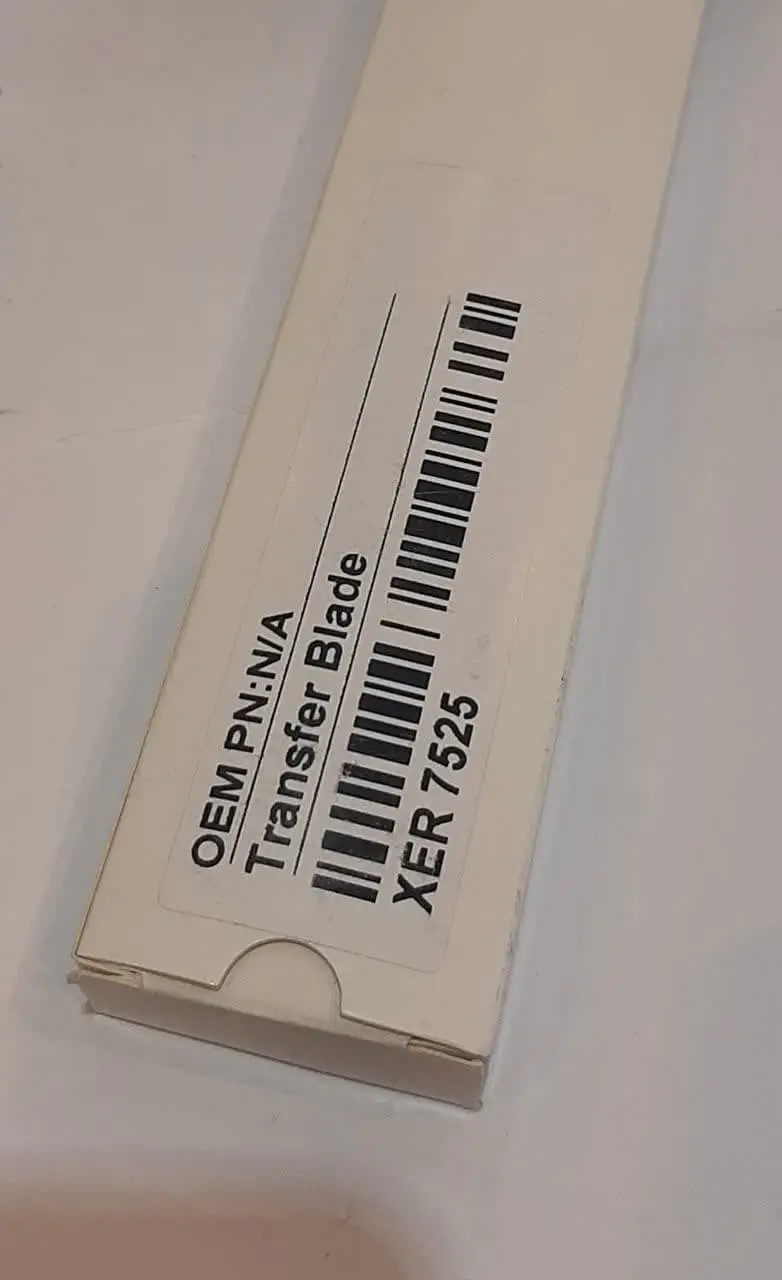 OEM PN:N/A
Transfer Blade
XER 7525